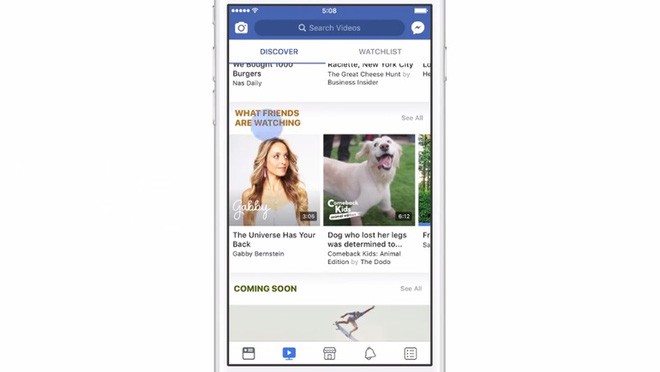 5:08
Search Videos
DISCOVER WATCHLIST
We Bought 1000
Burgers
Nas Daily
Raclette, New York City
The Great Cheese Hunt by
Business Insider
Lo
He
WHAT FRIENDS
ARE WATCHING
See All
Gabby
3:06
Comeback
Kids
6:12
The Universe Has Your
Back
Gabby Bernstein
Dog who lost her legs
was determined to...
Comeback Kids: Animal
Edition by The Dodo
Fr
Sa
COMING SOON
See All